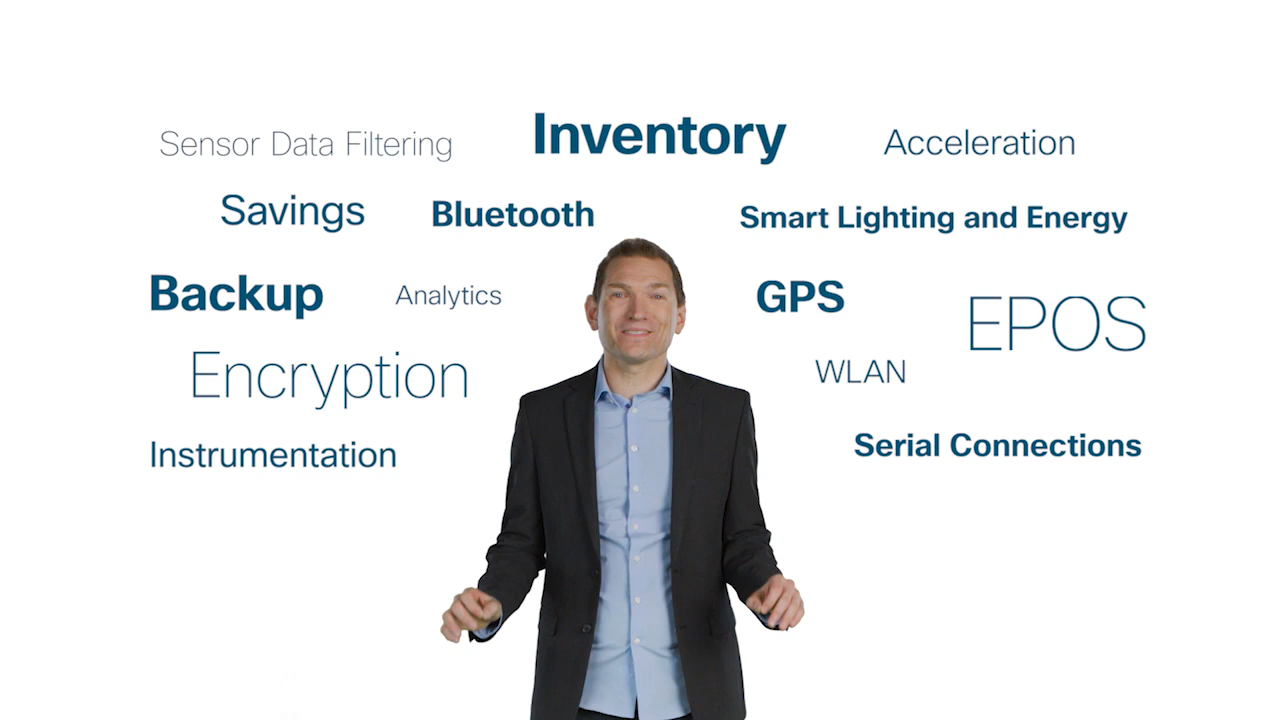 Sensor Data Filtering
Inventory
Acceleration
Savings
Bluetooth
Smart Lighting and Energy
Backup
Analytics
GPS
EPOS
Encryption
WLAN
Instrumentation
Serial Connections